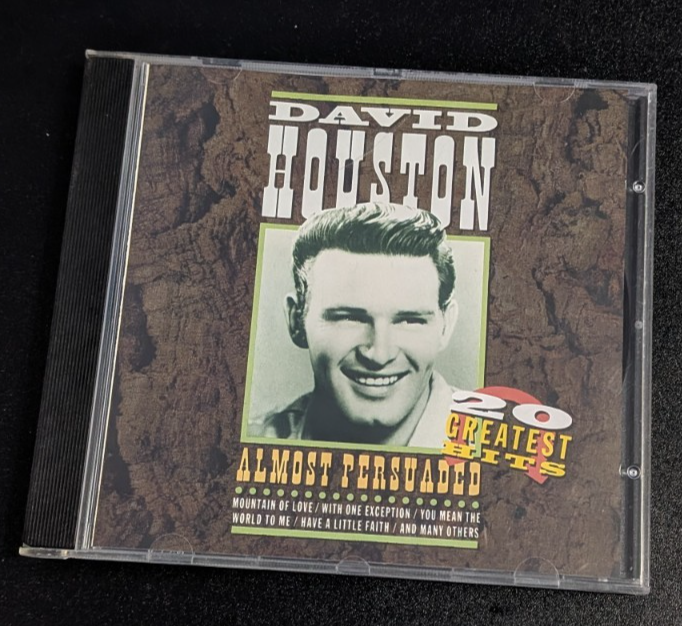 DAVID
HOUSTON
20
GREATEST
HITS
ALMOST PERSUADED
MOUNTAIN OF LOVE / WITH ONE EXCEPTION / YOU MEAN THE
WORLD TO ME / HAVE A LITTLE FAITH / AND MANY OTHERS